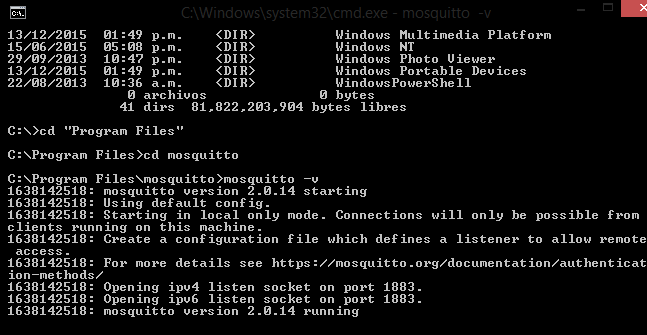 C:\Windows\system32\cmd.exe - mosquitto -v
13/12/2015 01:49 p.m. <DIR> Windows Multimedia Platform
15/06/2015 05:08 p.m. <DIR> Windows NT
29/09/2013 10:47 p.m. <DIR> Windows Photo Viewer
13/12/2015 01:49 p.m. <DIR> Windows Portable Devices
22/08/2013 10:36 a.m. <DIR> WindowsPowerShell
0 archivos 0 bytes
41 dirs 81,822,203,904 bytes libres
C:\>cd "Program Files"
C:\Program Files>cd mosquitto
C:\Program Files\mosquitto>mosquitto -v
1638142518: mosquitto version 2.0.14 starting
1638142518: Using default config.
1638142518: Starting in local only mode. Connections will only be possible from
clients running on this machine.
1638142518: Create a configuration file which defines a listener to allow remote
access.
1638142518: For more details see https://mosquitto.org/documentation/authenticat
ion-methods/
1638142518: Opening ipv4 listen socket on port 1883.
1638142518: Opening ipv6 listen socket on port 1883.
1638142518: mosquitto version 2.0.14 running